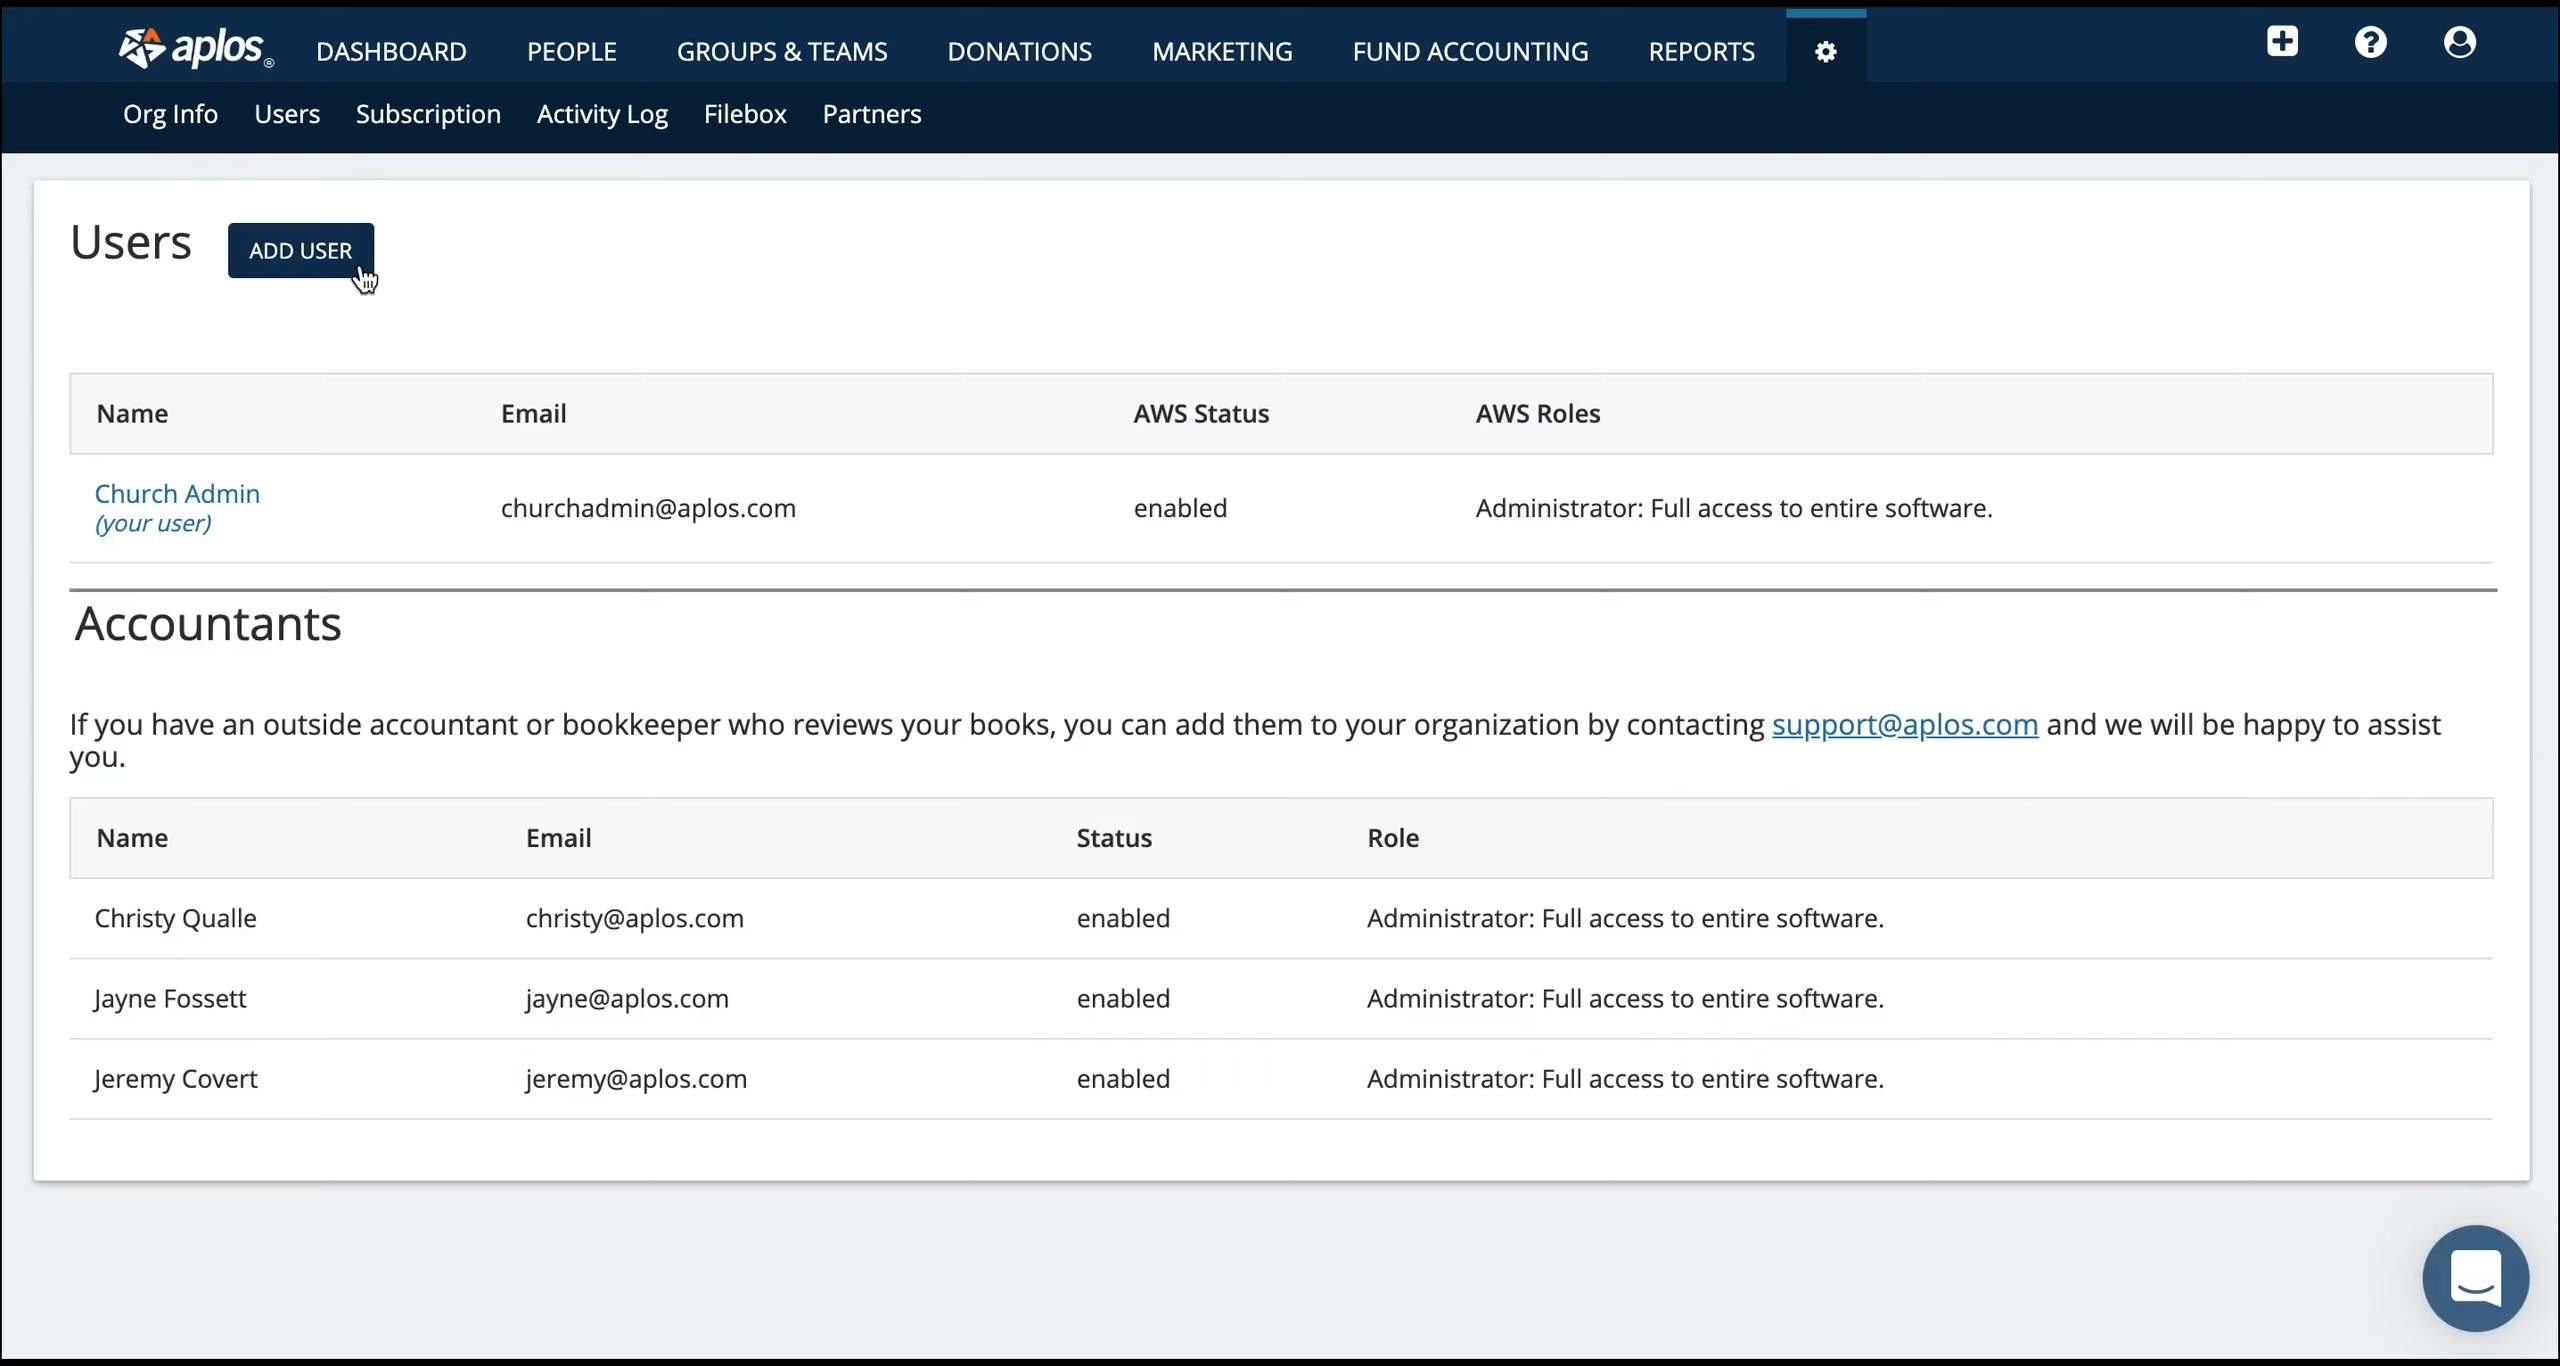 aplos®
DASHBOARD PEOPLE GROUPS & TEAMS DONATIONS MARKETING FUND ACCOUNTING REPORTS
Org Info Users Subscription Activity Log Filebox Partners
Users ADD USER
Name Email AWS Status AWS Roles
Church Admin
(your user) churchadmin@aplos.com enabled Administrator: Full access to entire software.
Accountants
If you have an outside accountant or bookkeeper who reviews your books, you can add them to your organization by contacting support@aplos.com and we will be happy to assist
you.
Name Email Status Role
Christy Qualle christy@aplos.com enabled Administrator: Full access to entire software.
Jayne Fossett jayne@aplos.com enabled Administrator: Full access to entire software.
Jeremy Covert jeremy@aplos.com enabled Administrator: Full access to entire software.